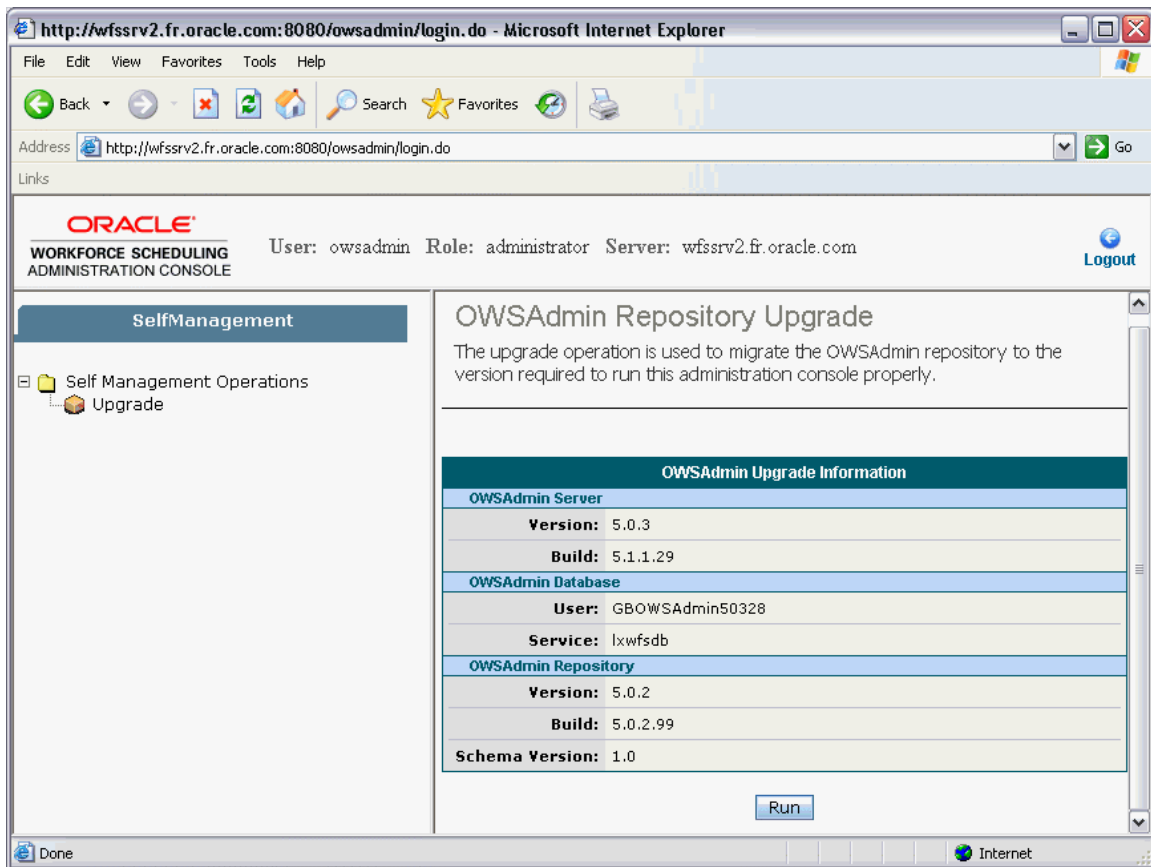 http://wfssrv2.fr.oracle.com:8080/owsadmin/login.do - Microsoft Internet Explorer
File Edit View Favorites Tools Help
Back Search Favorites
Address http://wfssrv2.fr.oracle.com:8080/owsadmin/login.do Go
Links
ORACLE
WORKFORCE SCHEDULING
ADMINISTRATION CONSOLE
User: owsadmin Role: administrator Server: wfssrv2.fr.oracle.com
Logout
SelfManagement
Self Management Operations
Upgrade
OWSAdmin Repository Upgrade
The upgrade operation is used to migrate the OWSAdmin repository to the
version required to run this administration console properly.
OWSAdmin Upgrade Information
OWSAdmin Server
Version: 5.0.3
Build: 5.1.1.29
OWSAdmin Database
User: GBOWSAdmin50328
Service: lxwfsdb
OWSAdmin Repository
Version: 5.0.2
Build: 5.0.2.99
Schema Version: 1.0
Run
Done Internet